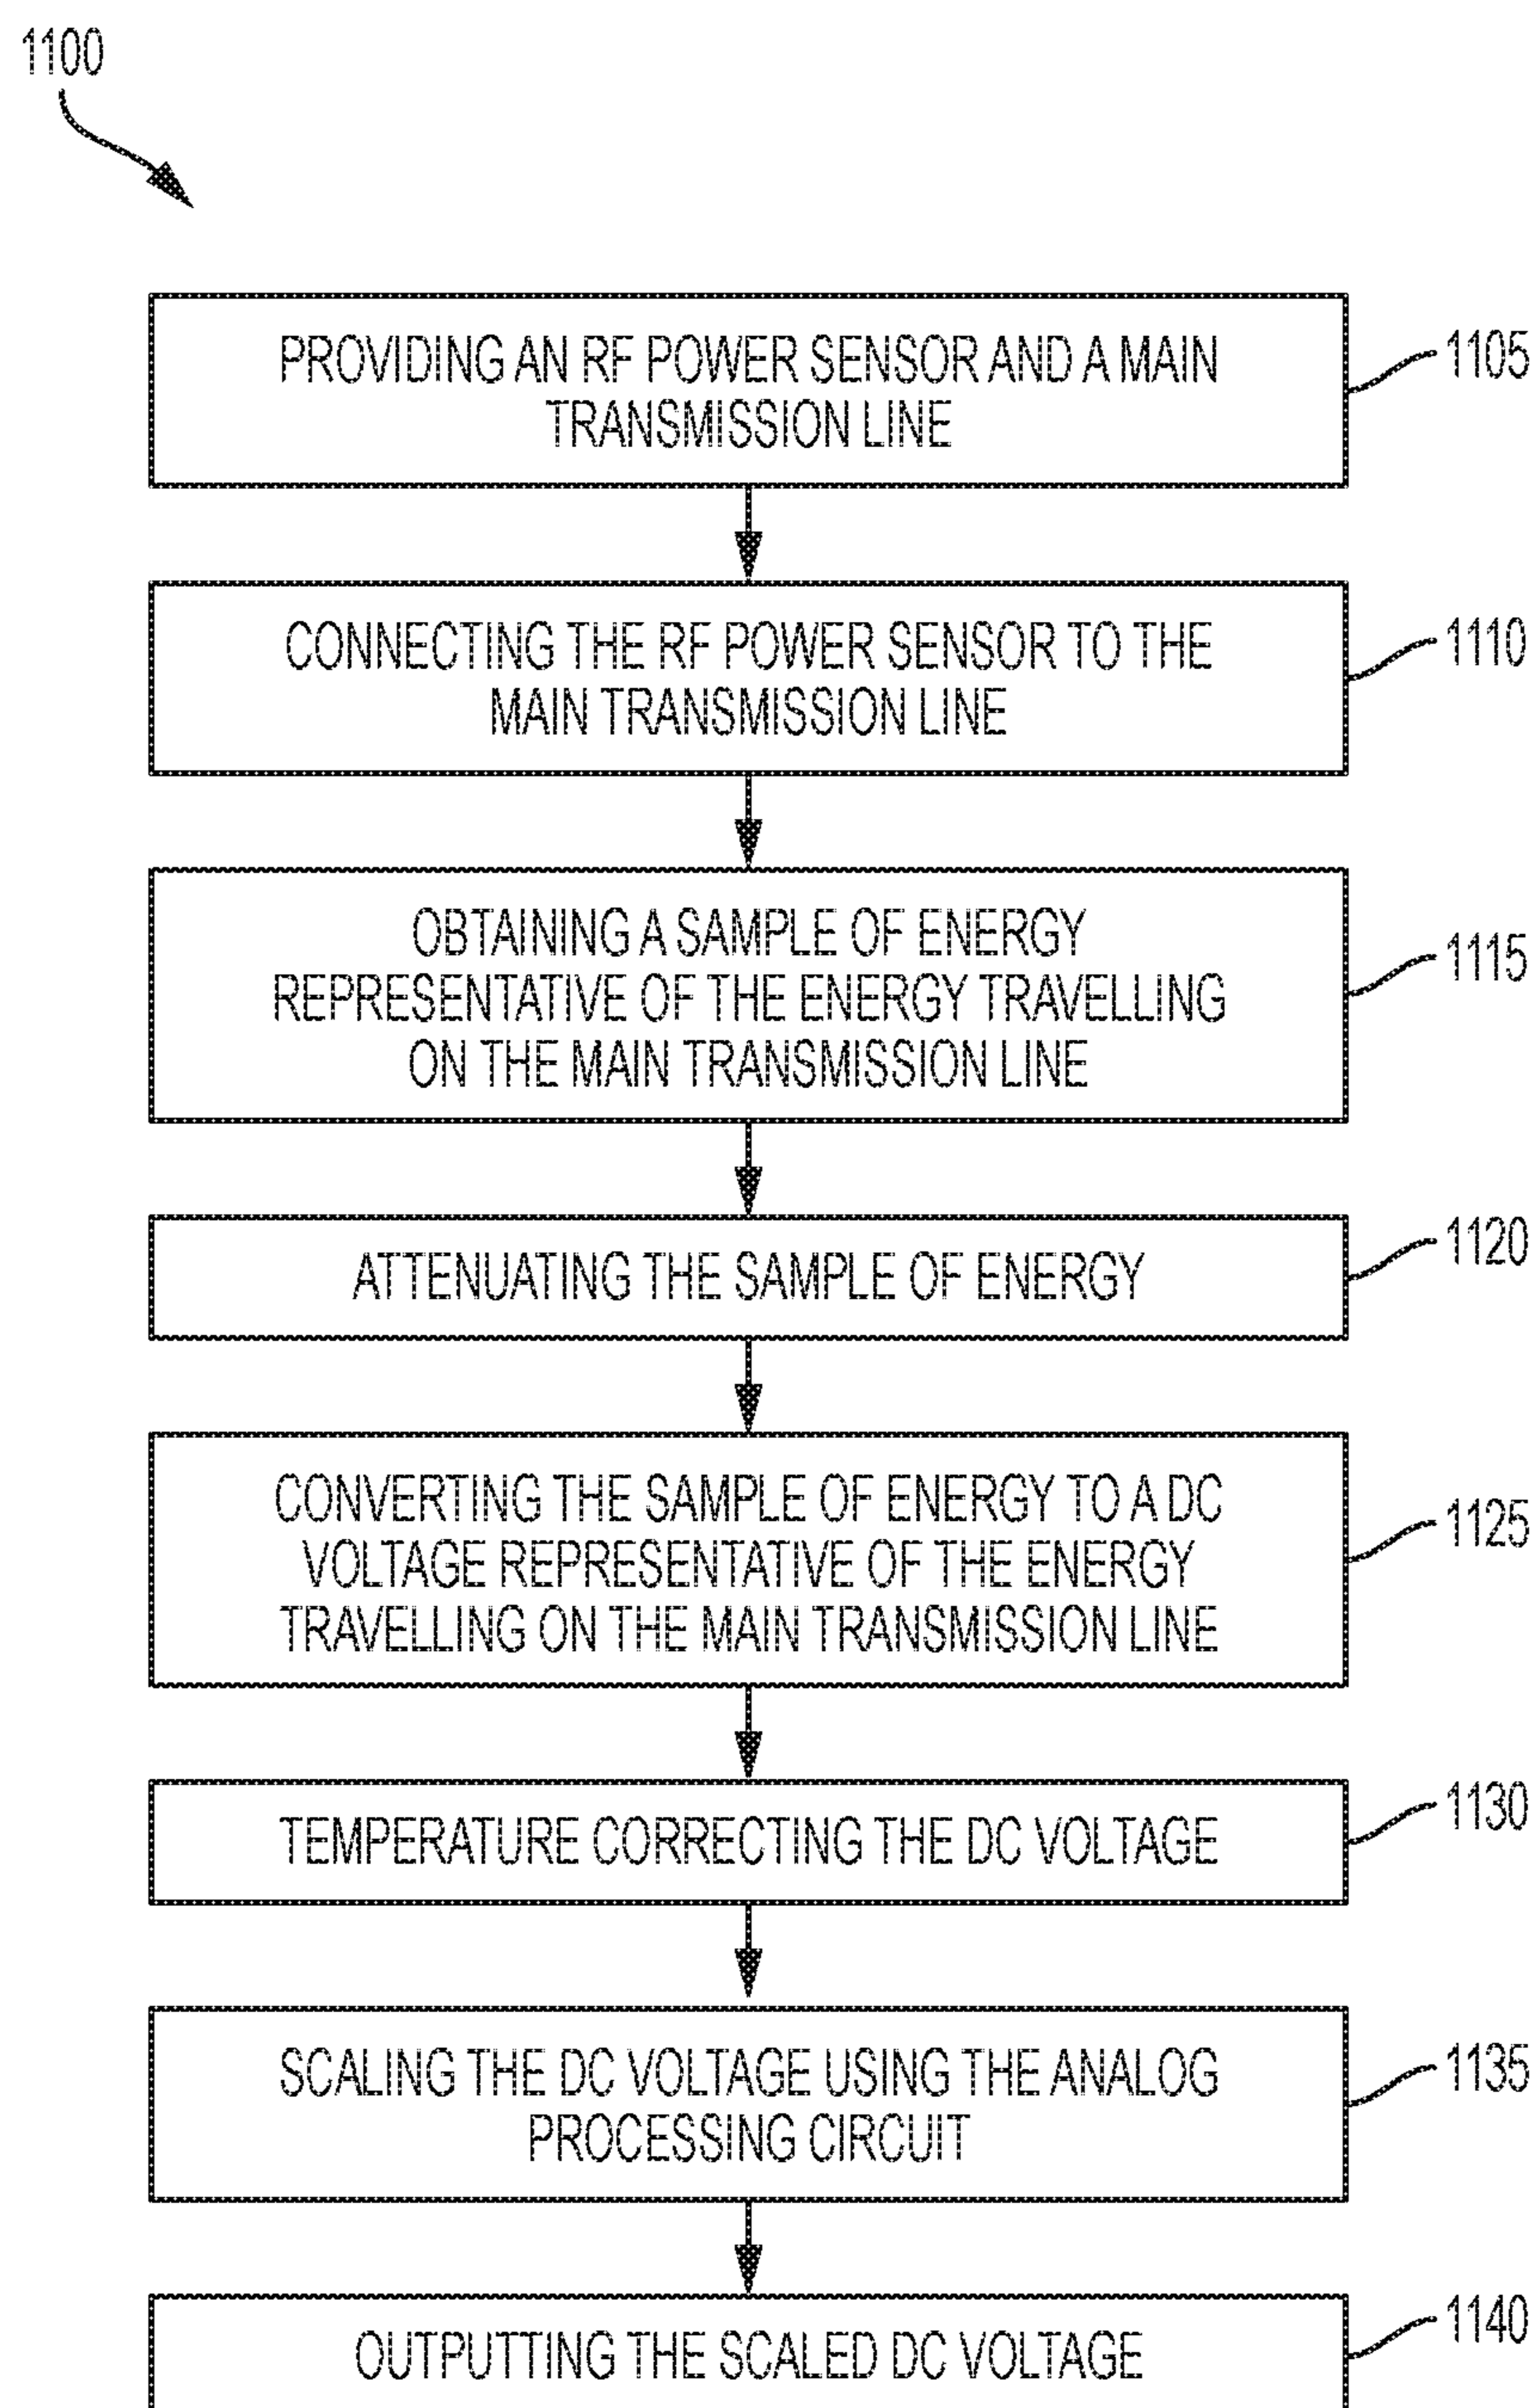 1100
PROVIDING AN RF POWER SENSOR AND A MAIN
TRANSMISSION LINE
1105
CONNECTING THE RF POWER SENSOR TO THE
MAIN TRANSMISSION LINE
1110
OBTAINING A SAMPLE OF ENERGY
REPRESENTATIVE OF THE ENERGY TRAVELLING
ON THE MAIN TRANSMISSION LINE
1115
ATTENUATING THE SAMPLE OF ENERGY
1120
CONVERTING THE SAMPLE OF ENERGY TO A DC
VOLTAGE REPRESENTATIVE OF THE ENERGY
TRAVELLING ON THE MAIN TRANSMISSION LINE
1125
TEMPERATURE CORRECTING THE DC VOLTAGE
1130
SCALING THE DC VOLTAGE USING THE ANALOG
PROCESSING CIRCUIT
1135
OUTPUTTING THE SCALED DC VOLTAGE
1140